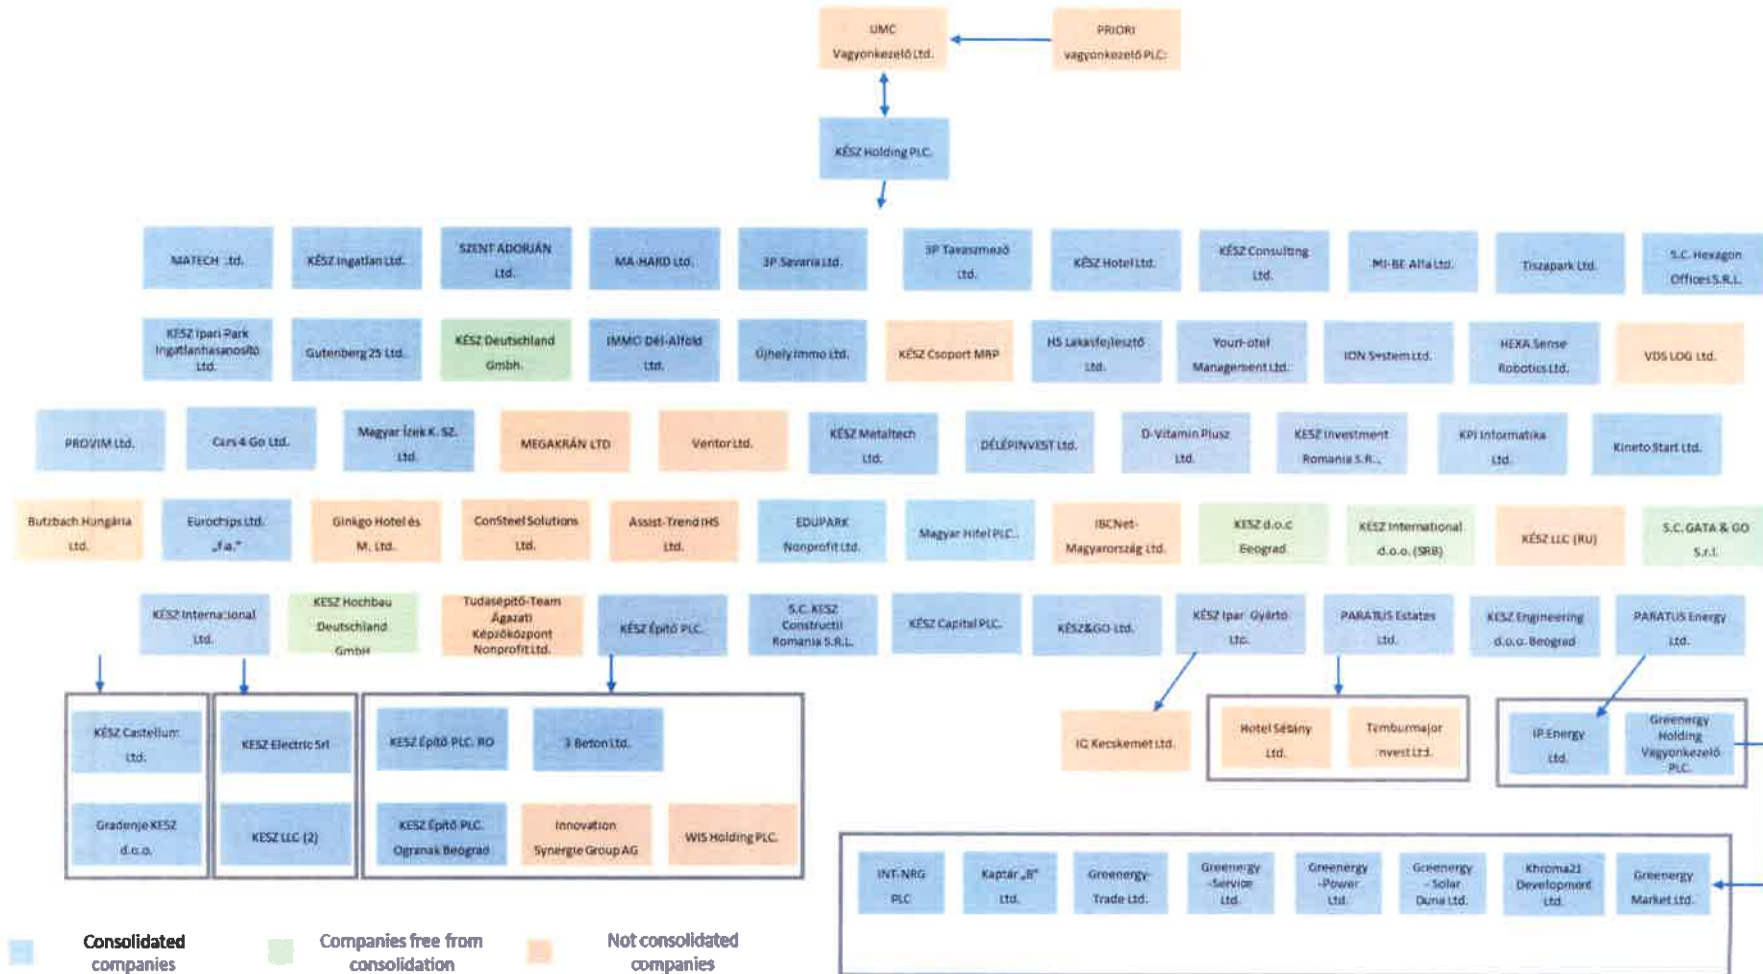 UMC
Vagyonkezelő Ltd.
PRIORI
vagyonkezelő PLC.
KÉSZ Holding PLC.
MATECH Ltd.
KÉSZ Ingatlan Ltd.
SZENT ADORJÁN
Ltd.
MA-HARD Ltd.
3P Savaria Ltd.
3P Tavaszmező
Ltd.
KÉSZ Hotel Ltd.
KÉSZ Consulting
Ltd.
MI-BE Alfa Ltd.
Tiszapark Ltd.
S.C. Hexagon
Offices S.R.L.
KÉSZ Ipari Park
Ingatlanhasznosító
Ltd.
Gutenberg 25 Ltd.
KÉSZ Deutschland
Gmbh.
IMMO Dél-Alföld
Ltd.
Újhely Immo Ltd.
KÉSZ Csoport MRP
HS Lakásfejlesztő
Ltd.
YourHotel
Management Ltd.
ION System Ltd.
HEXA Sense
Robotics Ltd.
VDS LOG Ltd.
PROVIM Ltd.
Cars 4 Go Ltd.
Magyar Ízek K. SZ.
Ltd.
MEGAKRÁN LTD
Ventor Ltd.
KÉSZ Metaltech
Ltd.
DÉLÉPINVEST Ltd.
D-Vitamin Plusz
Ltd.
KESZ Investment
Romania S.R.L.
KPI Informatika
Ltd.
Kineto Start Ltd.
Butzbach Hungária
Ltd.
Eurochips Ltd.
„f.a."
Ginkgo Hotel és
M. Ltd.
ConSteel Solutions
Ltd.
Assist-Trend IHS
Ltd.
EDUPARK
Nonprofit Ltd.
Magyar Hitel PLC.
IBCNet-
Magyarország Ltd.
KESZ d.o.o
Beograd
KÉSZ International
d.o.o. (SRB)
KÉSZ LLC (RU)
S.C. GATA & GO
S.r.l.
KÉSZ International
Ltd.
KESZ Hochbau
Deutschland
GmbH
Tudásépítő-Team
Ágazati
Képzőközpont
Nonprofit Ltd.
KÉSZ Építő PLC.
S.C. KESZ
Constructii
Romania S.R.L.
KÉSZ Capital PLC.
KÉSZ&GO Ltd.
KÉSZ Ipari Gyártó
Ltd.
PARATUS Estates
Ltd.
KESZ Engineering
d.o.o. Beograd
PARATUS Energy
Ltd.
KÉSZ Castellum
Ltd.
KESZ Electric Srl
KESZ Építő PLC. RO
3 Beton Ltd.
IQ Kecskemét Ltd.
Hotel Sétány
Ltd.
Tamburmajor
Invest Ltd.
IP Energy
Ltd.
Greenergy
Holding
Vagyonkezelő
PLC.
Gradenje KESZ
d.o.o.
KESZ LLC (2)
KESZ Építő PLC.
Ogranak Beográd
Innovation
Synergie Group AG
WIS Holding PLC.
INT-NRG
PLC
Kaptár „B"
Ltd.
Greenergy-
Trade Ltd.
Greenergy
-Service
Ltd.
Greenergy
-Power
Ltd.
Greenergy
- Solar
Duna Ltd.
Khroma21
Development
Ltd.
Greenergy
Market Ltd.
Consolidated
companies
Companies free from
consolidation
Not consolidated
companies